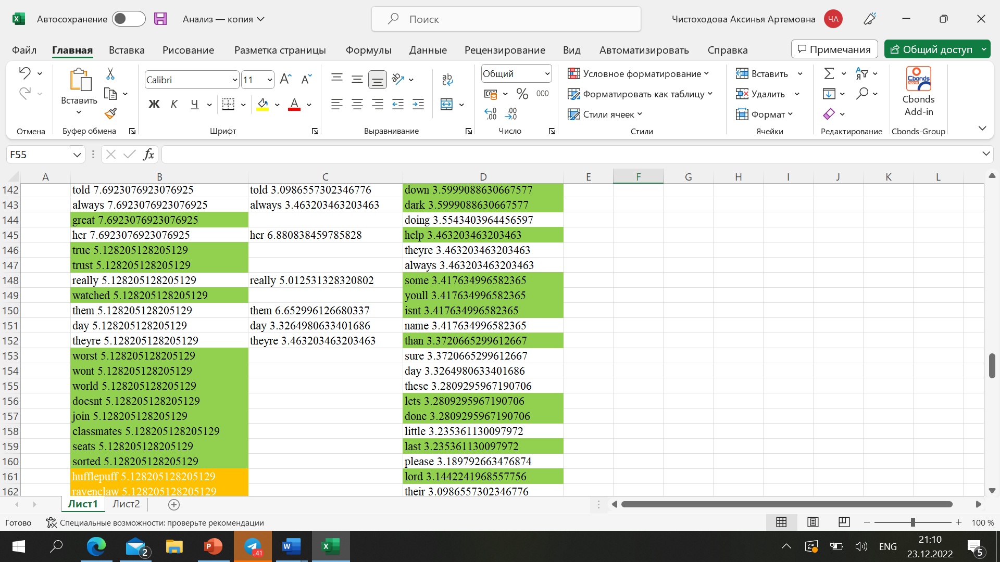 Автосохранение
Анализ — копия
Поиск
Чистоходова Аксинья Артемовна
ЧА
Файл Главная Вставка Рисование Разметка страницы Формулы Данные Рецензирование Вид Автоматизировать Справка
Примечания
Общий доступ
Calibri 11
Общий
Условное форматирование
Вставить
Форматировать как таблицу
Удалить
Вставить
Ж К Ч
000
Стили ячеек
Формат
Cbonds
Add-in
Отмена Буфер обмена Шрифт Выравнивание Число Стили Ячейки Редактирование Cbonds-Group
F55
A B C D E F G H I J K L
142 told 7.6923076923076925 told 3.0986557302346776 down 3.5999088630667577
143 always 7.6923076923076925 always 3.463203463203463 dark 3.5999088630667577
144 great 7.6923076923076925 doing 3.5543403964456597
145 her 7.6923076923076925 her 6.880838459785828 help 3.463203463203463
146 true 5.128205128205129 theyre 3.463203463203463
147 trust 5.128205128205129 always 3.463203463203463
148 really 5.128205128205129 really 5.012531328320802 some 3.417634996582365
149 watched 5.128205128205129 youll 3.417634996582365
150 them 5.128205128205129 them 6.652996126680337 isnt 3.417634996582365
151 day 5.128205128205129 day 3.3264980633401686 name 3.417634996582365
152 theyre 5.128205128205129 theyre 3.463203463203463 than 3.3720665299612667
153 worst 5.128205128205129 sure 3.3720665299612667
154 wont 5.128205128205129 day 3.3264980633401686
155 world 5.128205128205129 these 3.2809295967190706
156 doesnt 5.128205128205129 lets 3.2809295967190706
157 join 5.128205128205129 done 3.2809295967190706
158 classmates 5.128205128205129 little 3.235361130097972
159 seats 5.128205128205129 last 3.235361130097972
160 sorted 5.128205128205129 please 3.189792663476874
161 hufflepuff 5.128205128205129 lord 3.1442241968557756
162 ravenclaw 5.128205128205129 their 3.0986557302346776
Лист1 Лист2
Готово Специальные возможности: проверьте рекомендации 100 %
2
..41
ENG
21:10
23.12.2022
5